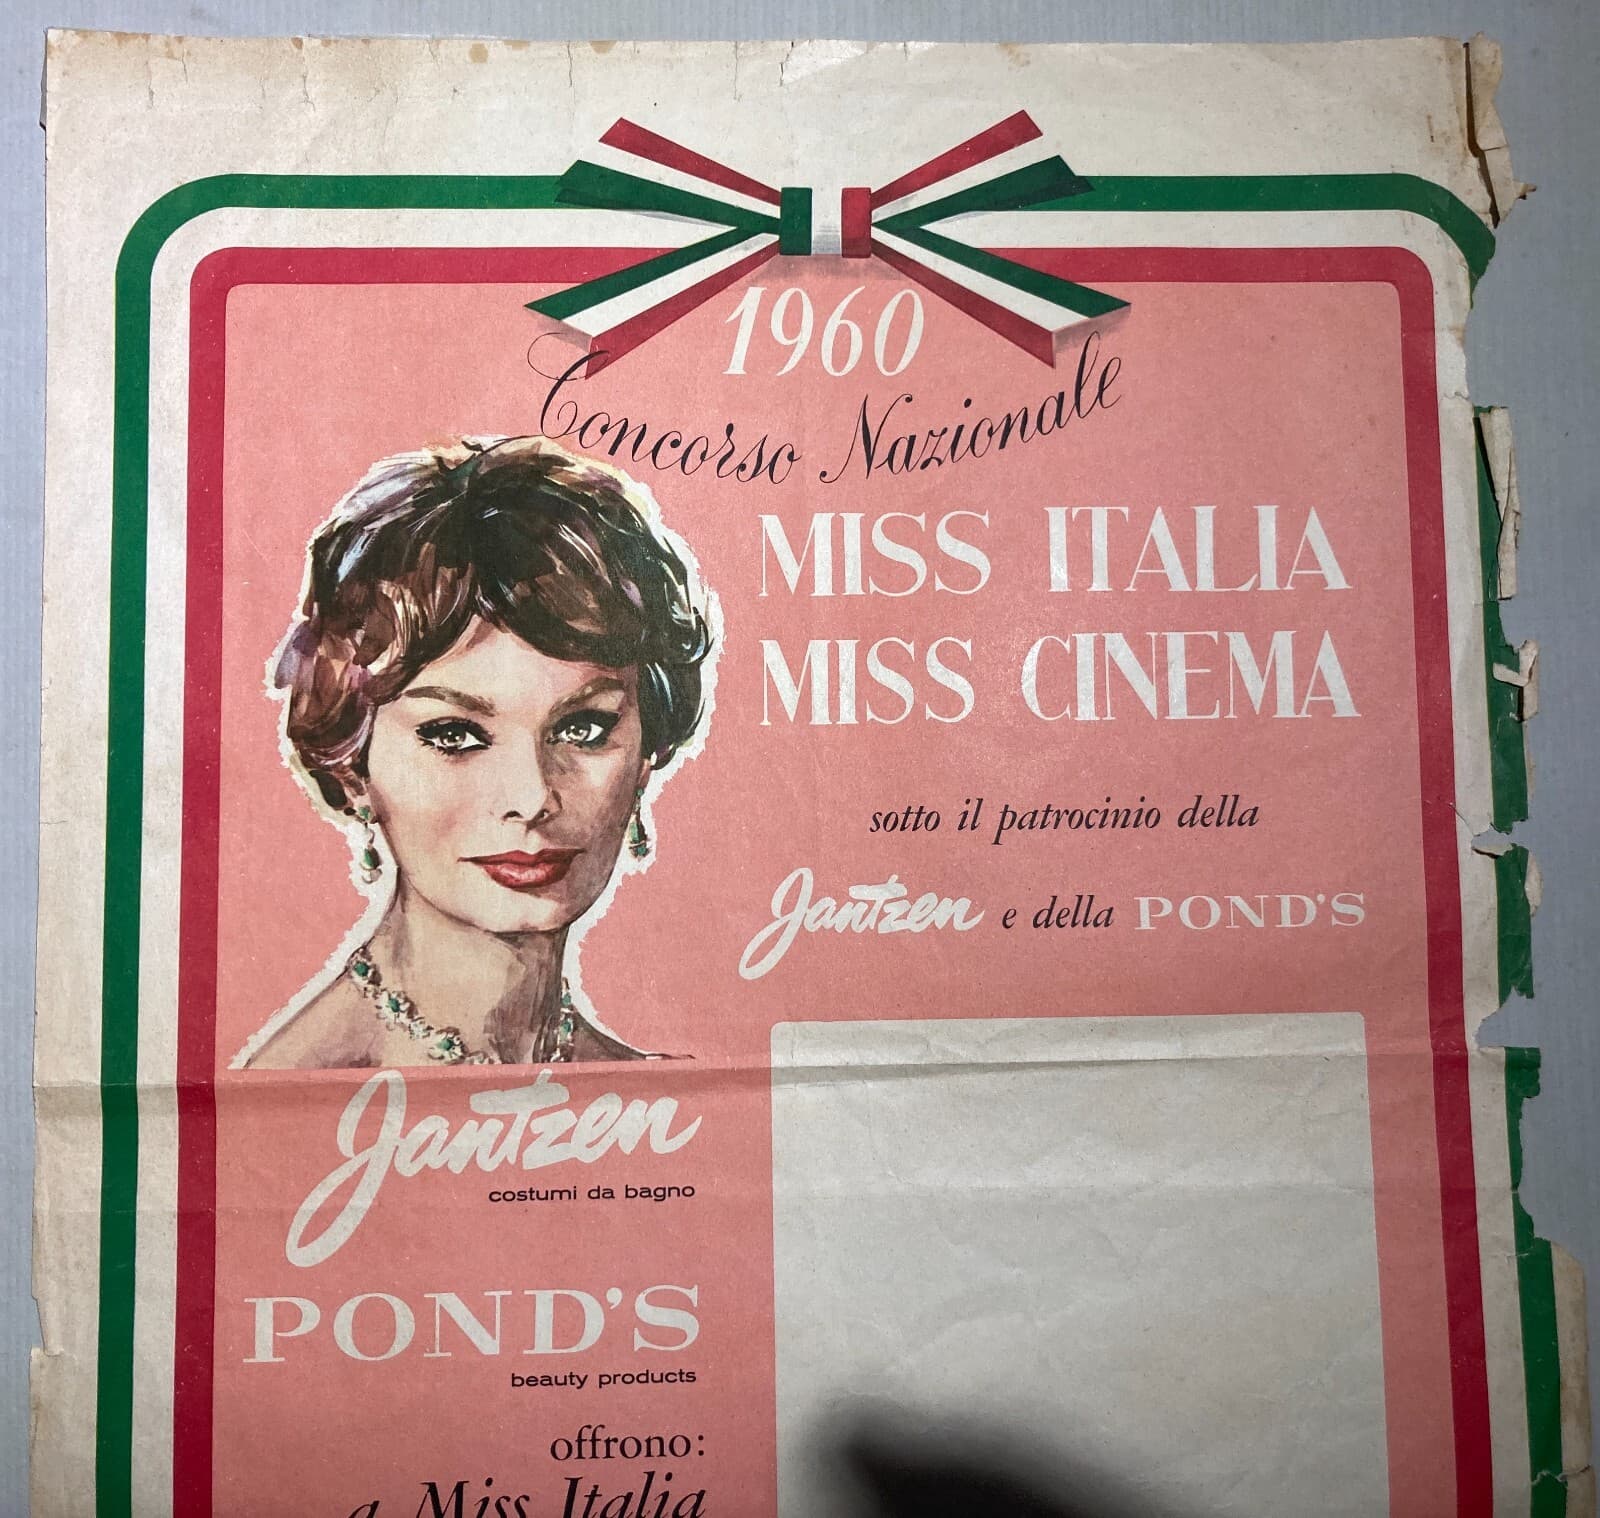 1960
Concorso Nazionale
MISS ITALIA
MISS CINEMA
sotto il patrocinio della
Jantzen e della POND'S
Jantzen
costumi da bagno
POND'S
beauty products
offrono:
a Miss Italia